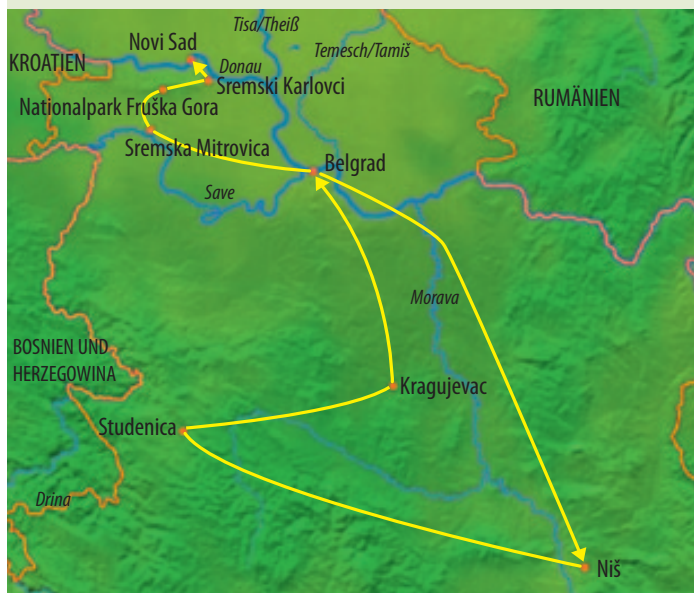 Tisa/Theiß
Novi Sad
Temesch/Tamiš
KROATIEN
Donau
Sremski Karlovci
RUMÄNIEN
Nationalpark Fruška Gora
Sremska Mitrovica
Belgrad
Save
Morava
BOSNIEN UND
HERZEGOWINA
Kragujevac
Studenica
Drina
Niš